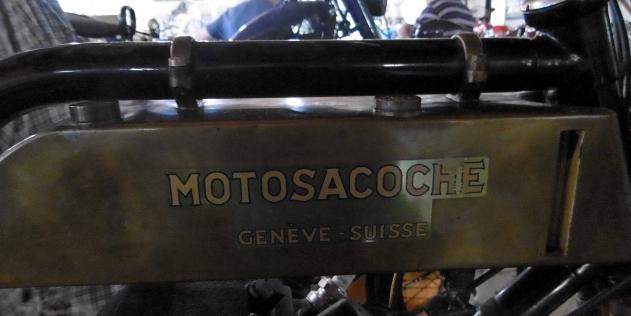 MOTOSACOCHE
GENÈVE - SUISSE